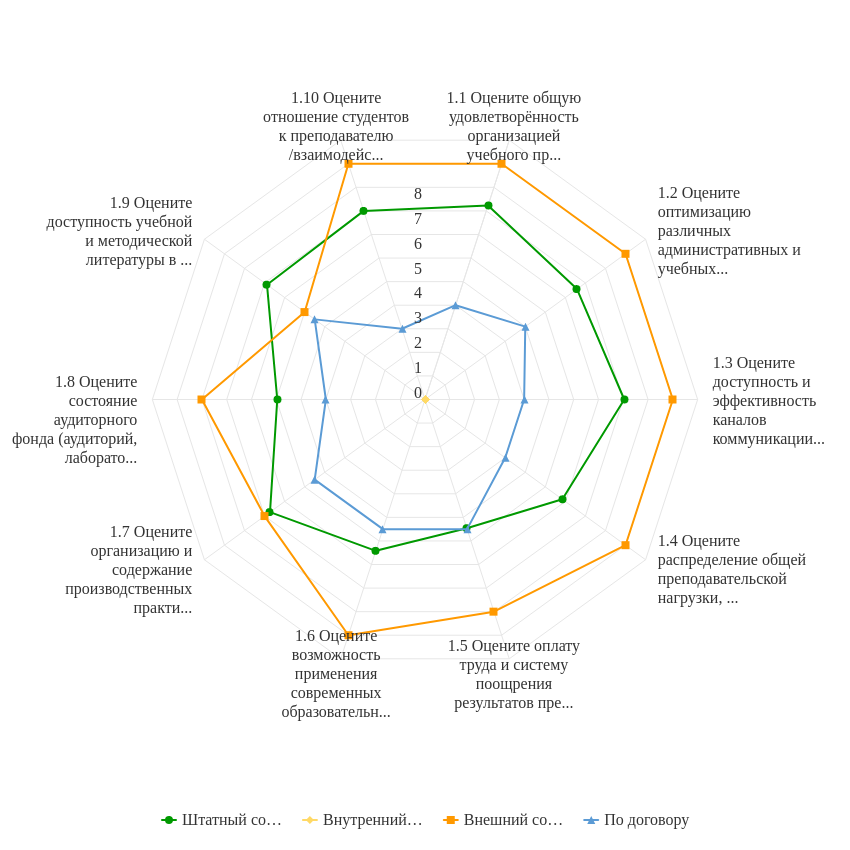 1.10 Оцените
отношение студентов
к преподавателю
/взаимодейс...
1.1 Оцените общую
удовлетворённость
организацией
учебного пр...
1.2 Оцените
оптимизацию
различных
административных и
учебных...
1.3 Оцените
доступность и
эффективность
каналов
коммуникации...
1.4 Оцените
распределение общей
преподавательской
нагрузки, ...
1.5 Оцените оплату
труда и систему
поощрения
результатов пре...
1.6 Оцените
возможность
применения
современных
образовательн...
1.7 Оцените
организацию и
содержание
производственных
практи...
1.8 Оцените
состояние
аудиторного
фонда (аудиторий,
лаборато...
1.9 Оцените
доступность учебной
и методической
литературы в ...
8
7
6
5
4
3
2
1
0
Штатный со…
Внутренний…
Внешний со…
По договору